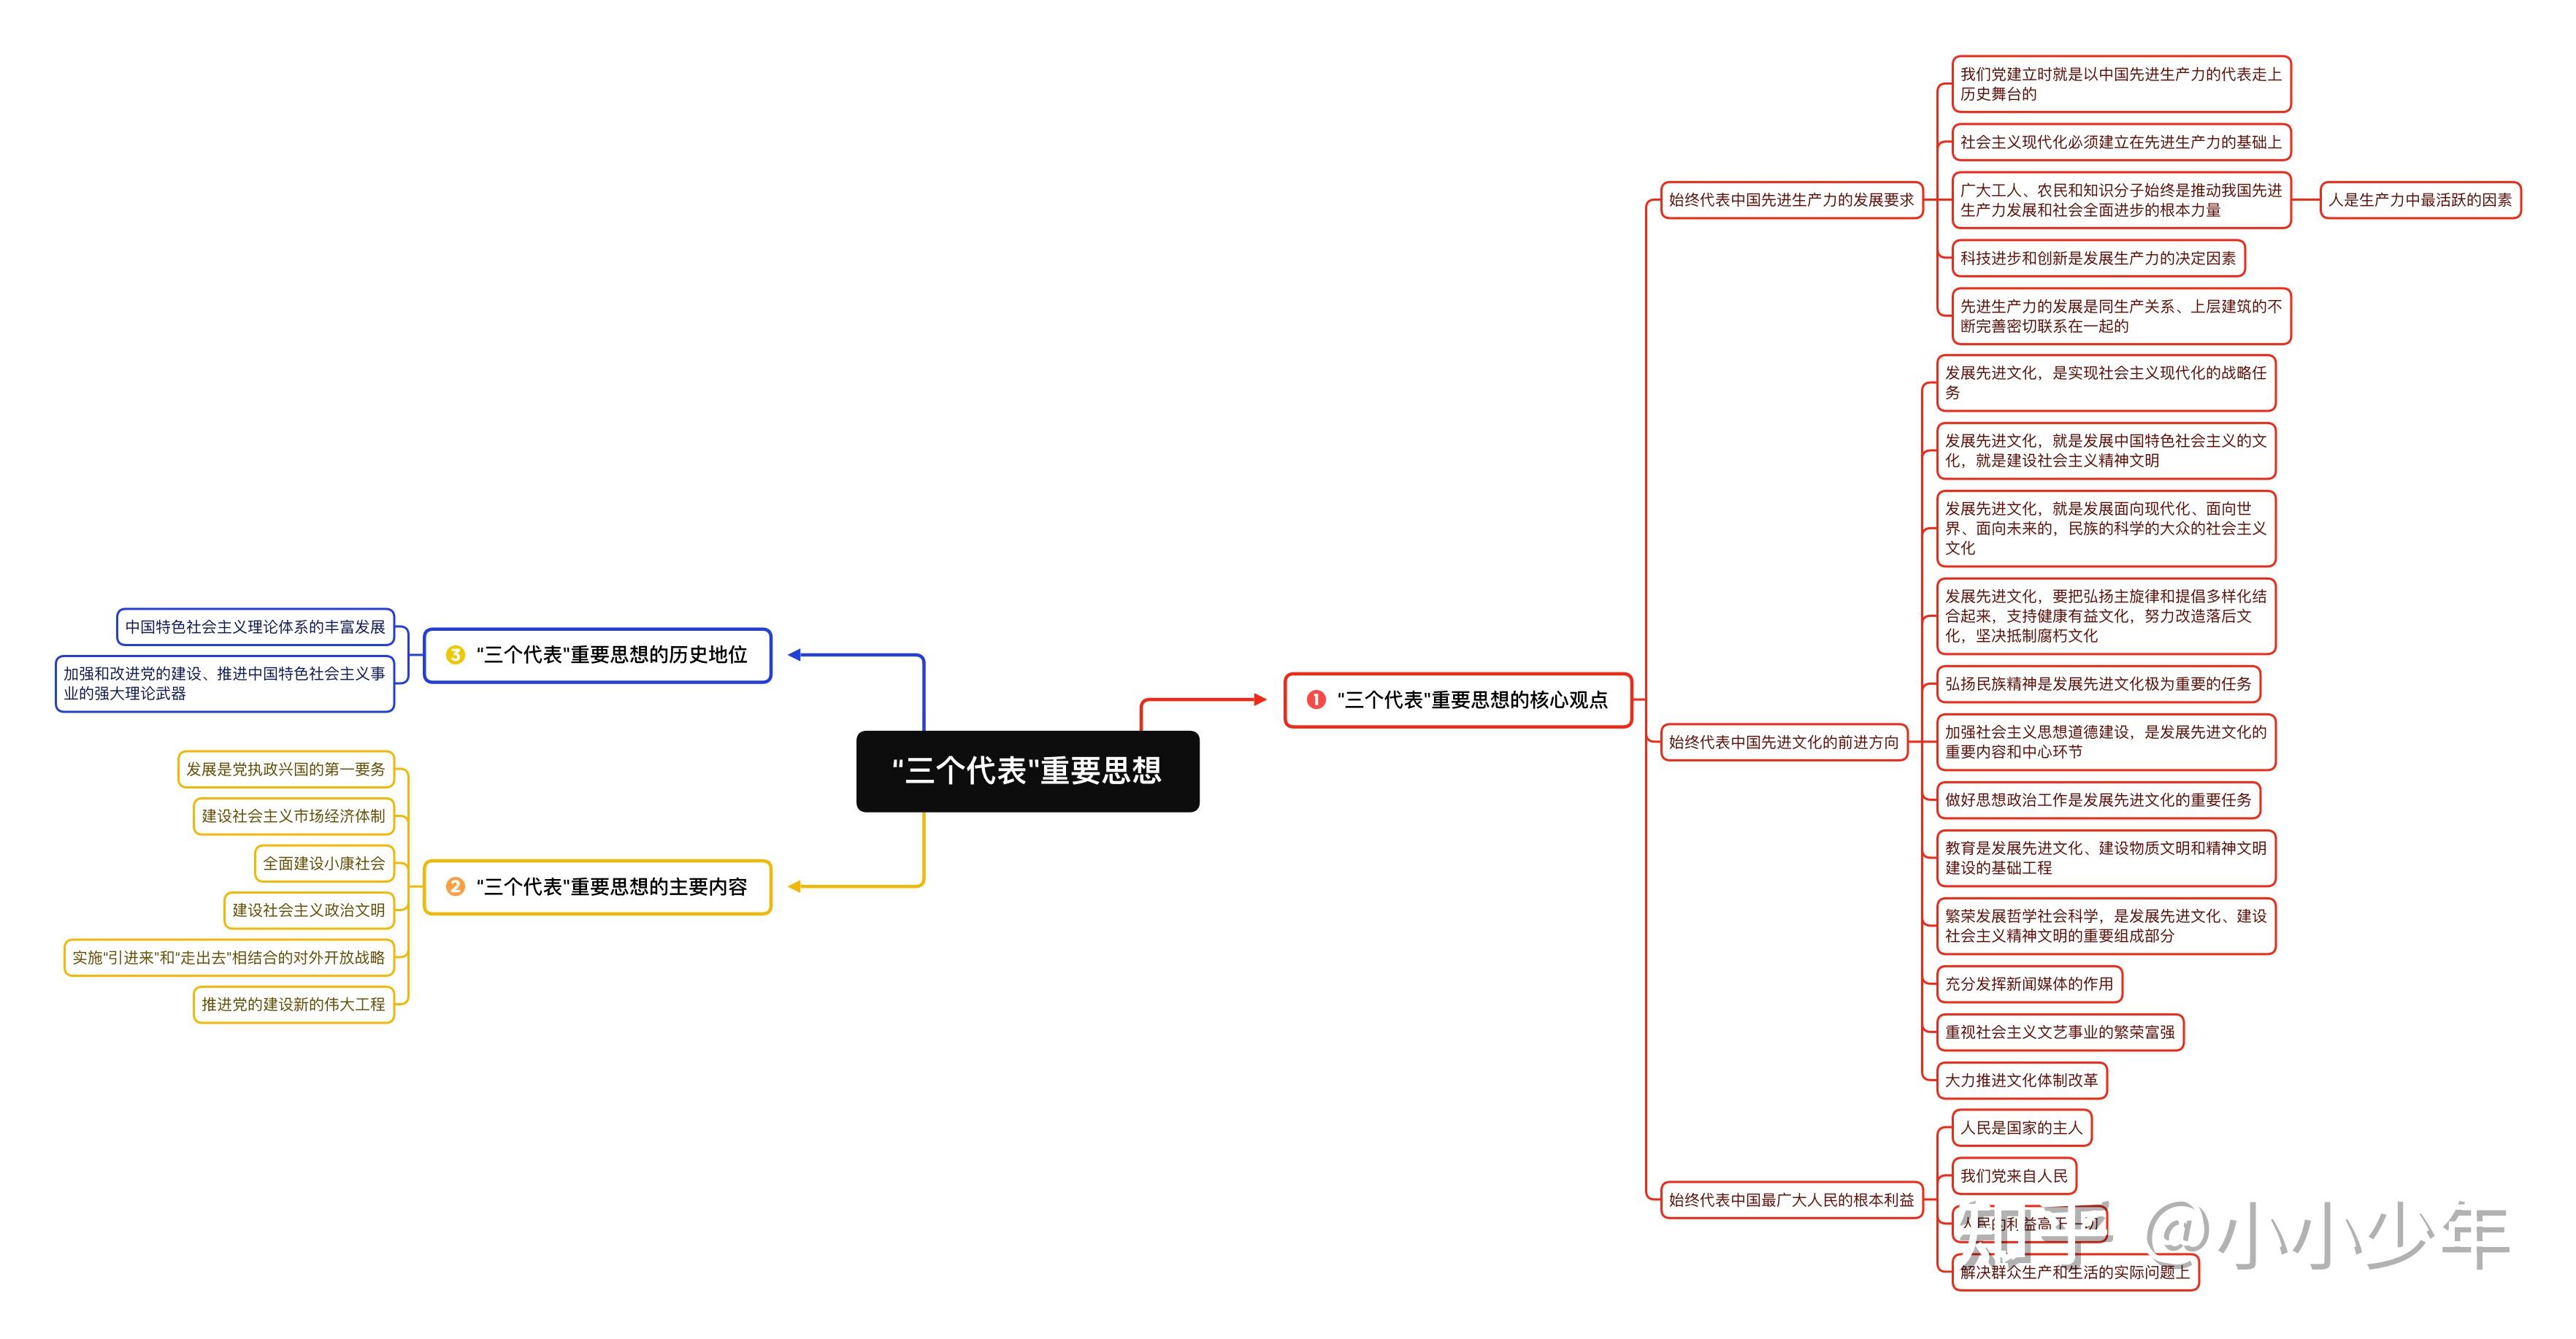 "三个代表"重要思想
1 "三个代表"重要思想的核心观点
始终代表中国先进生产力的发展要求
我们党建立时就是以中国先进生产力的代表走上
历史舞台的
社会主义现代化必须建立在先进生产力的基础上
广大工人、农民和知识分子始终是推动我国先进
生产力发展和社会全面进步的根本力量
人是生产力中最活跃的因素
科技进步和创新是发展生产力的决定因素
先进生产力的发展是同生产关系、上层建筑的不
断完善密切联系在一起的
始终代表中国先进文化的前进方向
发展先进文化，是实现社会主义现代化的战略任
务
发展先进文化，就是发展中国特色社会主义的文
化，就是建设社会主义精神文明
发展先进文化，就是发展面向现代化、面向世
界、面向未来的，民族的科学的大众的社会主义
文化
发展先进文化，要把弘扬主旋律和提倡多样化结
合起来，支持健康有益文化，努力改造落后文
化，坚决抵制腐朽文化
弘扬民族精神是发展先进文化极为重要的任务
加强社会主义思想道德建设，是发展先进文化的
重要内容和中心环节
做好思想政治工作是发展先进文化的重要任务
教育是发展先进文化、建设物质文明和精神文明
建设的基础工程
繁荣发展哲学社会科学，是发展先进文化、建设
社会主义精神文明的重要组成部分
充分发挥新闻媒体的作用
重视社会主义文艺事业的繁荣富强
大力推进文化体制改革
始终代表中国最广大人民的根本利益
人民是国家的主人
我们党来自人民
人民的利益高于一切
解决群众生产和生活的实际问题上
2 "三个代表"重要思想的主要内容
发展是党执政兴国的第一要务
建设社会主义市场经济体制
全面建设小康社会
建设社会主义政治文明
实施"引进来"和"走出去"相结合的对外开放战略
推进党的建设新的伟大工程
3 "三个代表"重要思想的历史地位
中国特色社会主义理论体系的丰富发展
加强和改进党的建设、推进中国特色社会主义事
业的强大理论武器
知乎 @小小少年